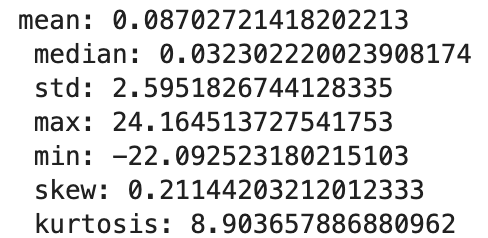 mean: 0.08702721418202213
median: 0.032302220023908174
std: 2.5951826744128335
max: 24.164513727541753
min: -22.092523180215103
skew: 0.21144203212012333
kurtosis: 8.903657886880962